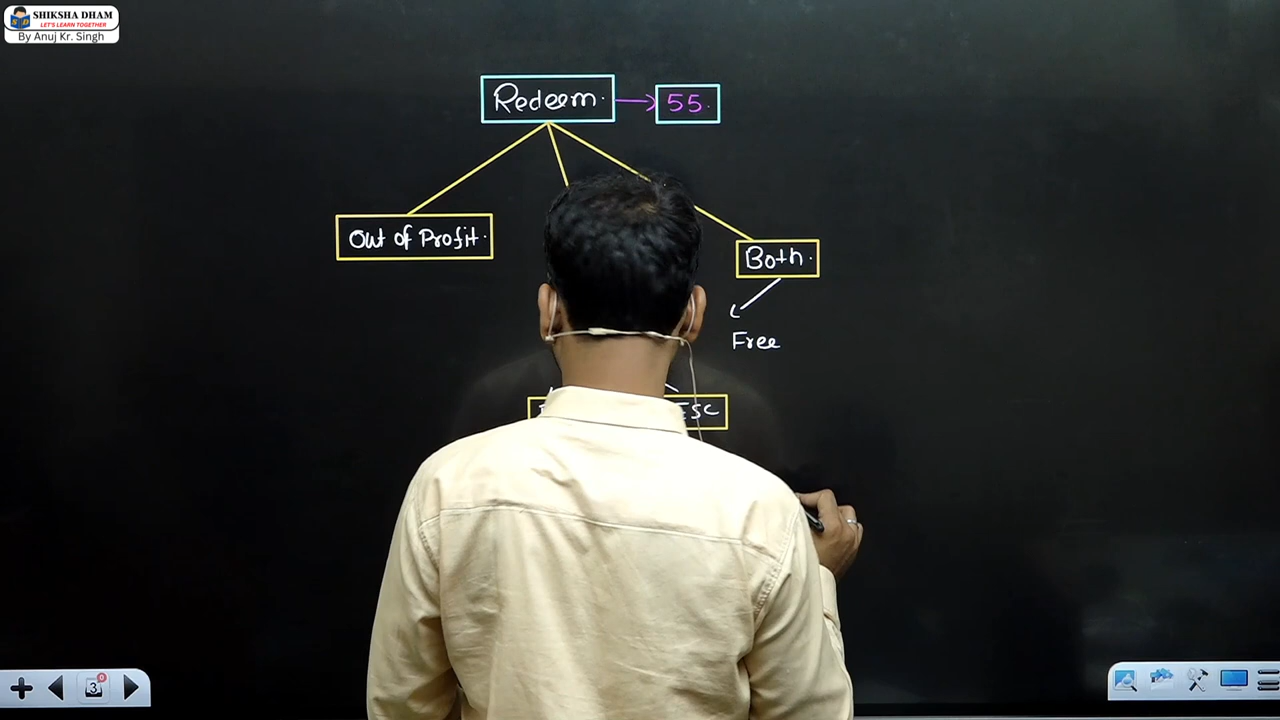 SHIKSHA DHAM
LET'S LEARN TOGETHER
By Anuj Kr. Singh
Redeem.
55.
Out of Profit.
Both.
Free
3